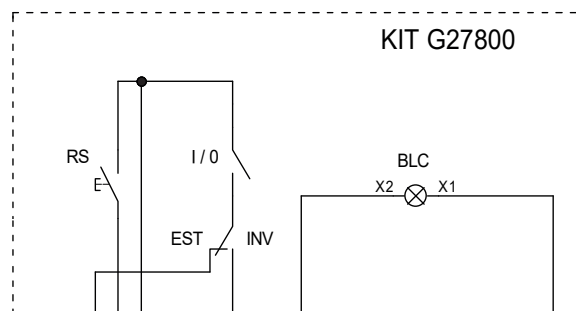 KIT G27800
RS
I / 0
BLC
X2
X1
EST
INV